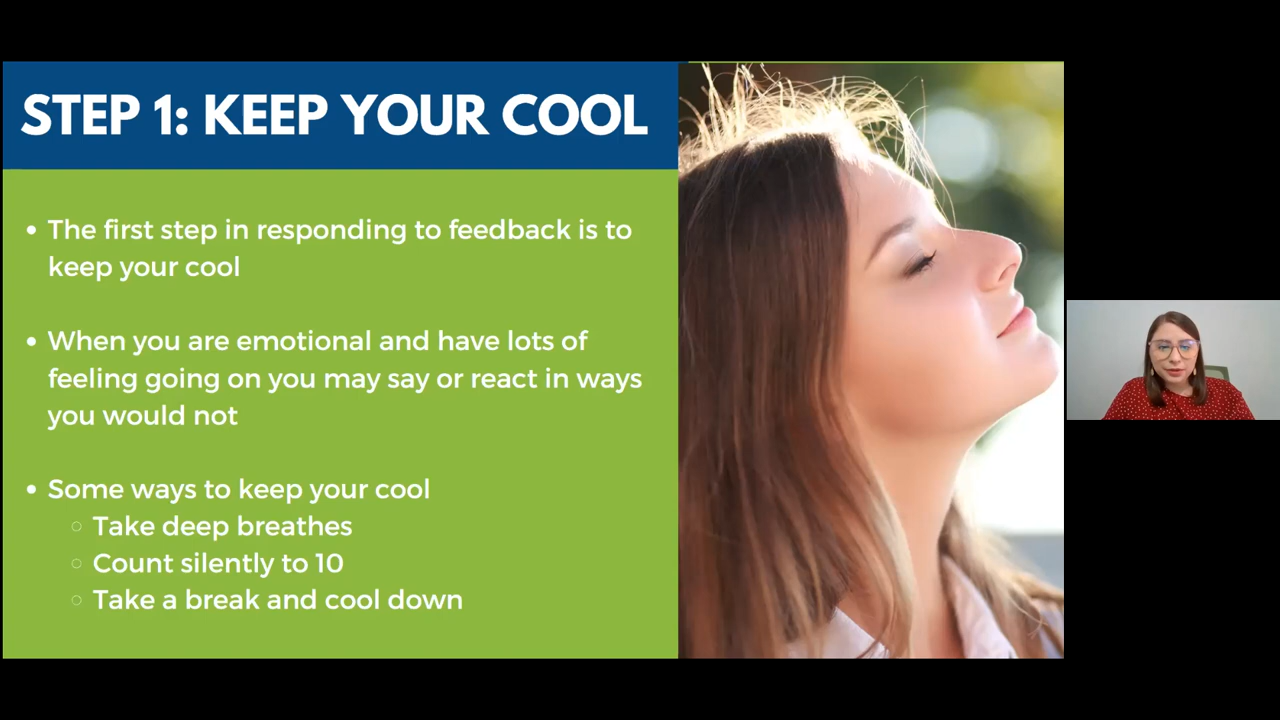 STEP 1: KEEP YOUR COOL
• The first step in responding to feedback is to
keep your cool
• When you are emotional and have lots of
feeling going on you may say or react in ways
you would not
• Some ways to keep your cool
○ Take deep breathes
○ Count silently to 10
○ Take a break and cool down